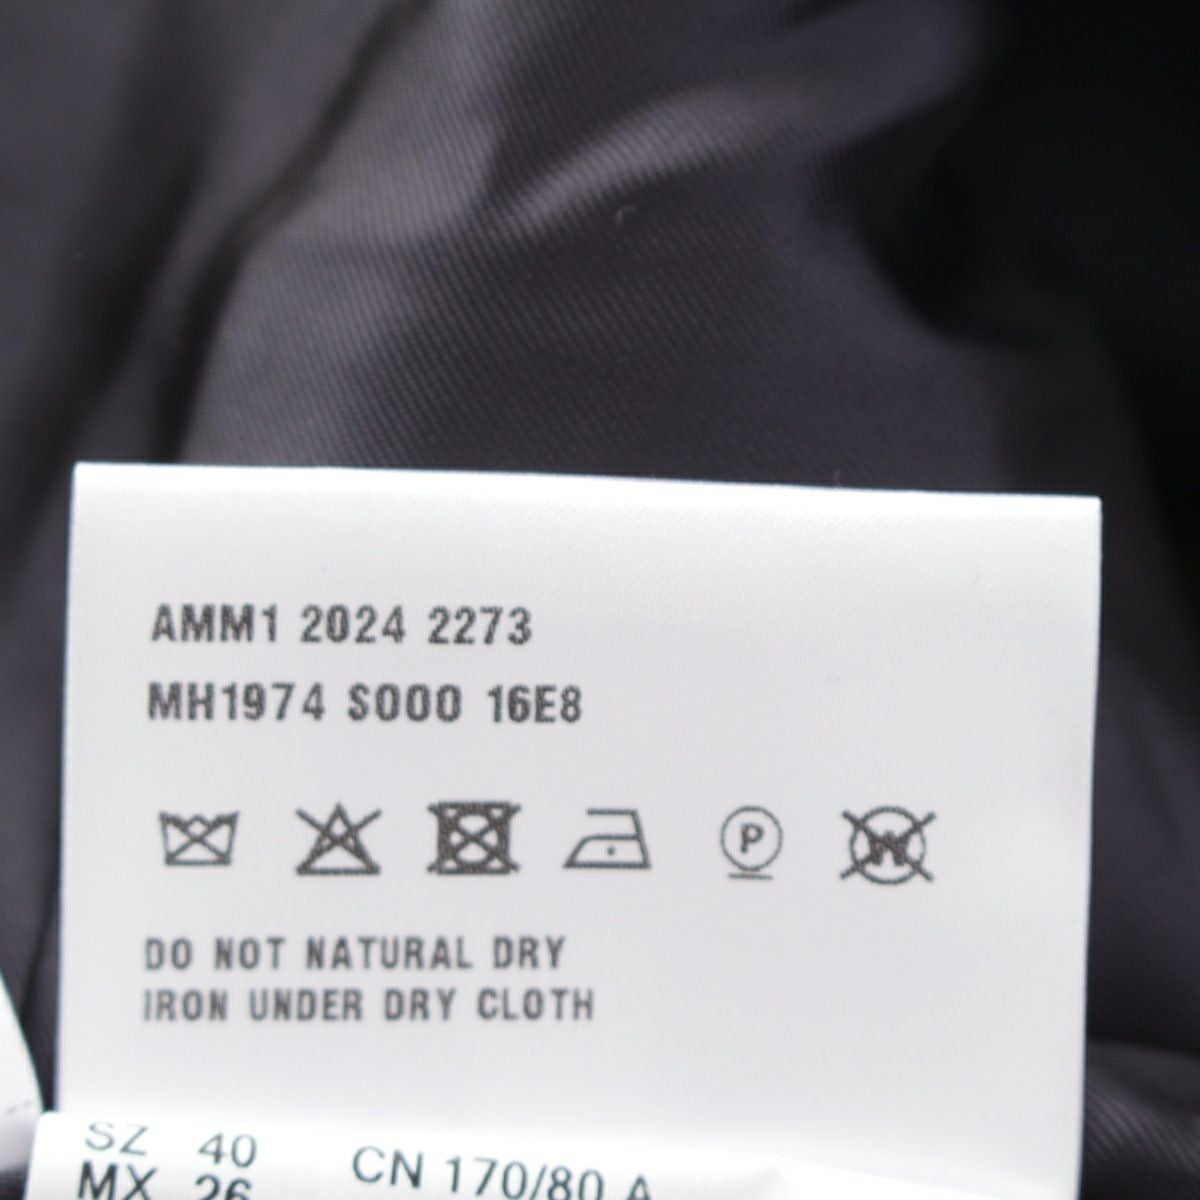 AMM1 2024 2273
MH1974 S000 16E8
P W
DO NOT NATURAL DRY
IRON UNDER DRY CLOTH
SZ 40 CN 170/80 A
MX 26